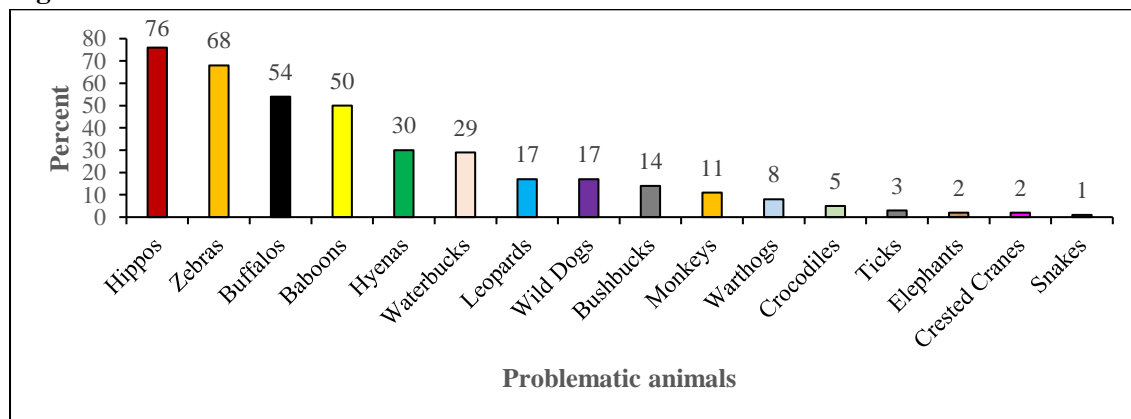 76
68
54
50
30
29
17
17
14
11
8
5
3
2
2
1
80
70
60
50
40
30
20
10
0
Percent
Hippos
Zebras
Buffalos
Baboons
Hyenas
Waterbucks
Leopards
Wild Dogs
Bushbucks
Monkeys
Warthogs
Crocodiles
Ticks
Elephants
Crested Cranes
Snakes
Problematic animals